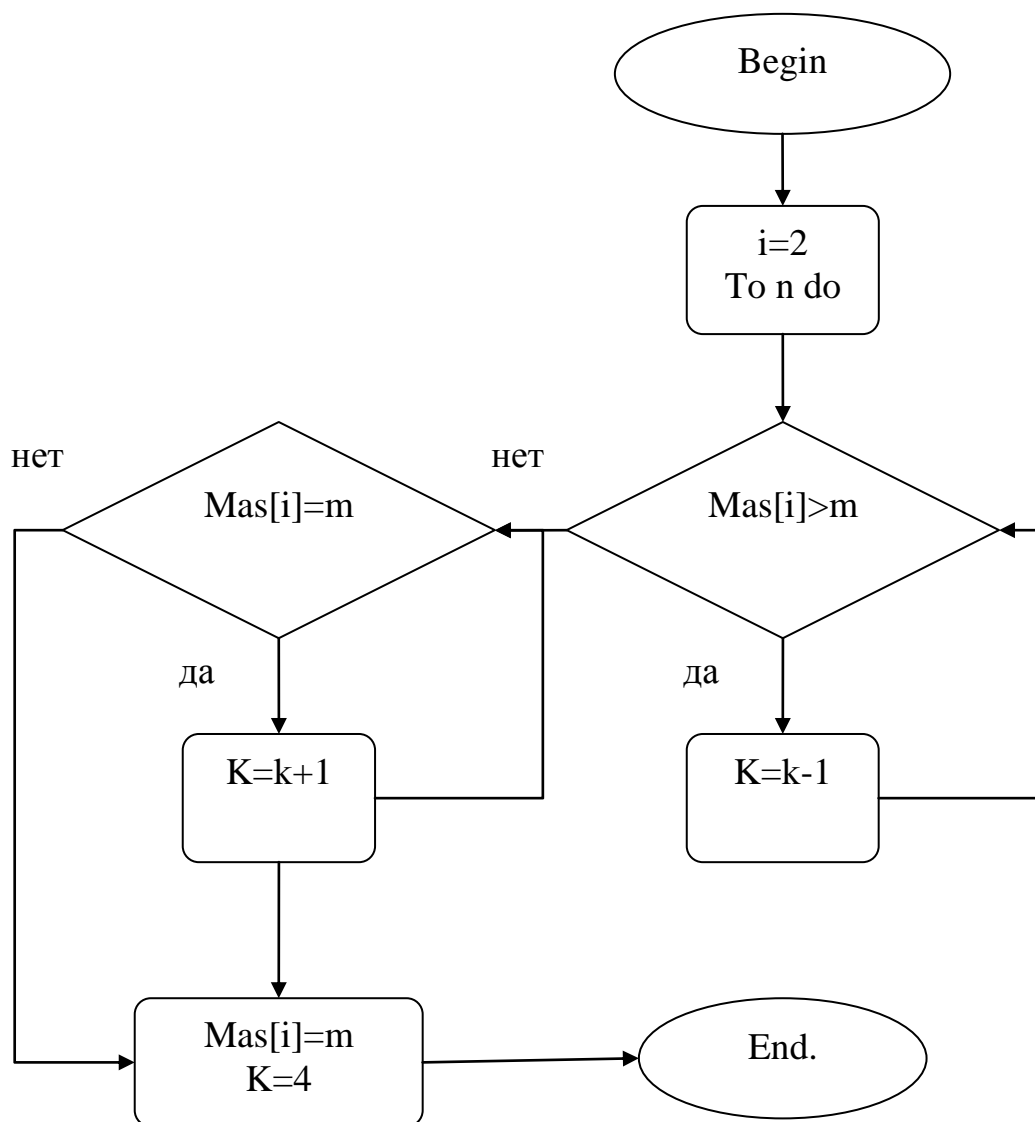 Begin
i=2
To n do
нет
Mas[i]=m
нет
Mas[i]>m
да
K=k+1
да
K=k-1
Mas[i]=m
K=4
End.